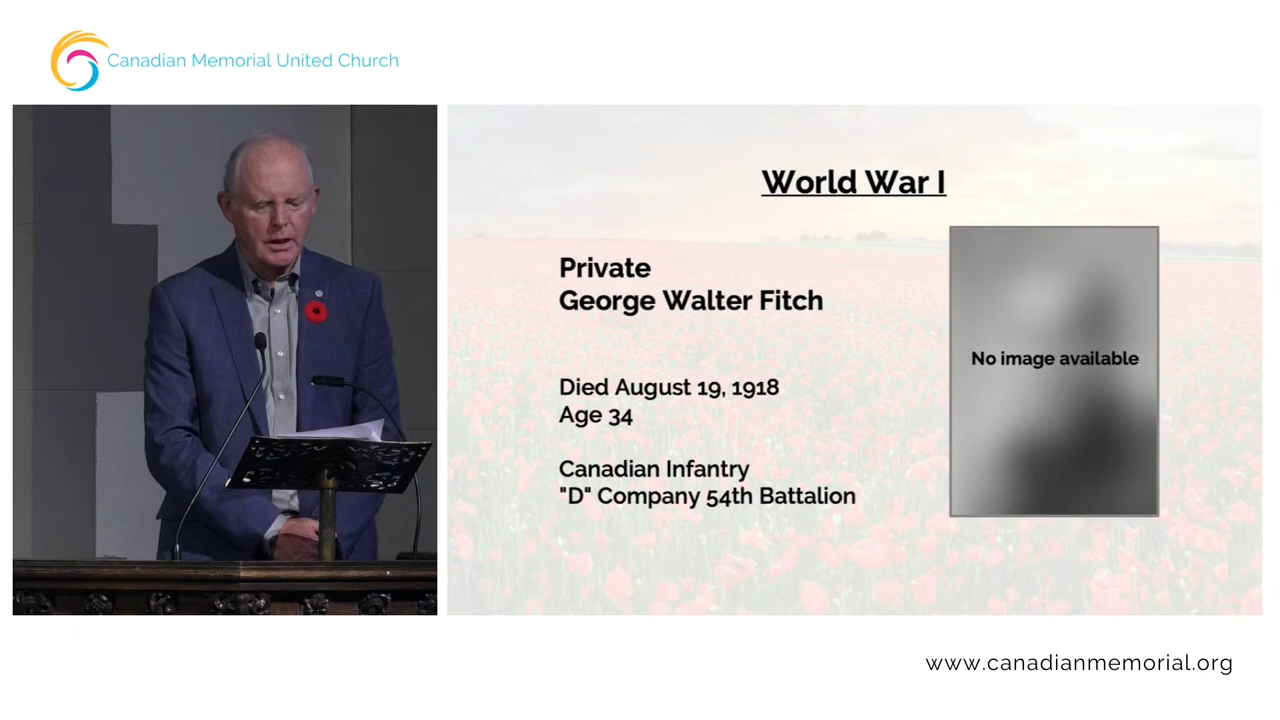 Canadian Memorial United Church
World War I
Private
George Walter Fitch
Died August 19, 1918
Age 34
Canadian Infantry
"D" Company 54th Battalion
No image available
www.canadianmemorial.org